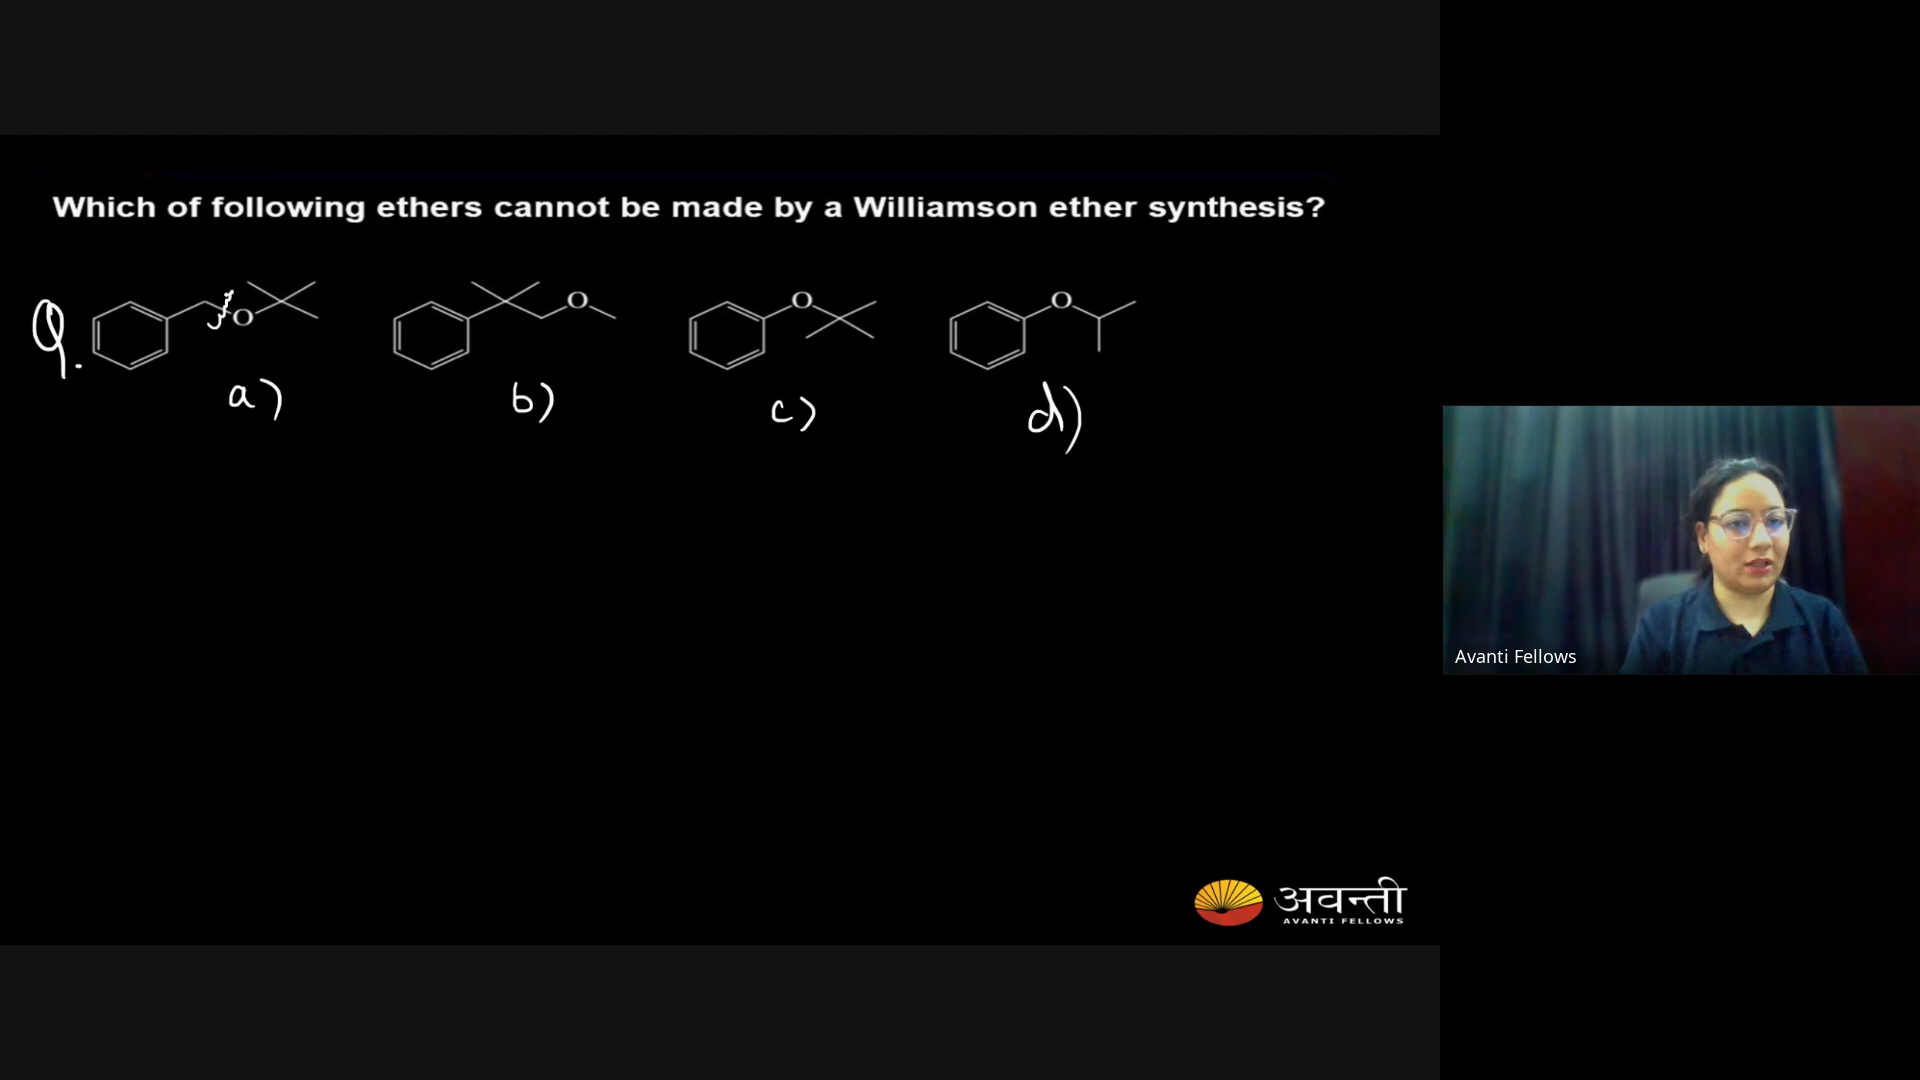 Which of following ethers cannot be made by a Williamson ether synthesis?
Q.
O
O
O
O
a)
b)
c)
d)
Avanti Fellows
अवन्ती
AVANTI FELLOWS